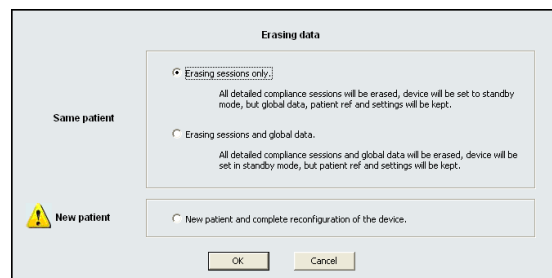 Erasing data
Same patient
Erasing sessions only.
All detailed compliance sessions will be erased, device will be set to standby
mode, but global data, patient ref and settings will be kept.
Erasing sessions and global data.
All detailed compliance sessions and global data will be erased, device will be
set in standby mode, but patient ref and settings will be kept.
New patient
New patient and complete reconfiguration of the device.
OK
Cancel